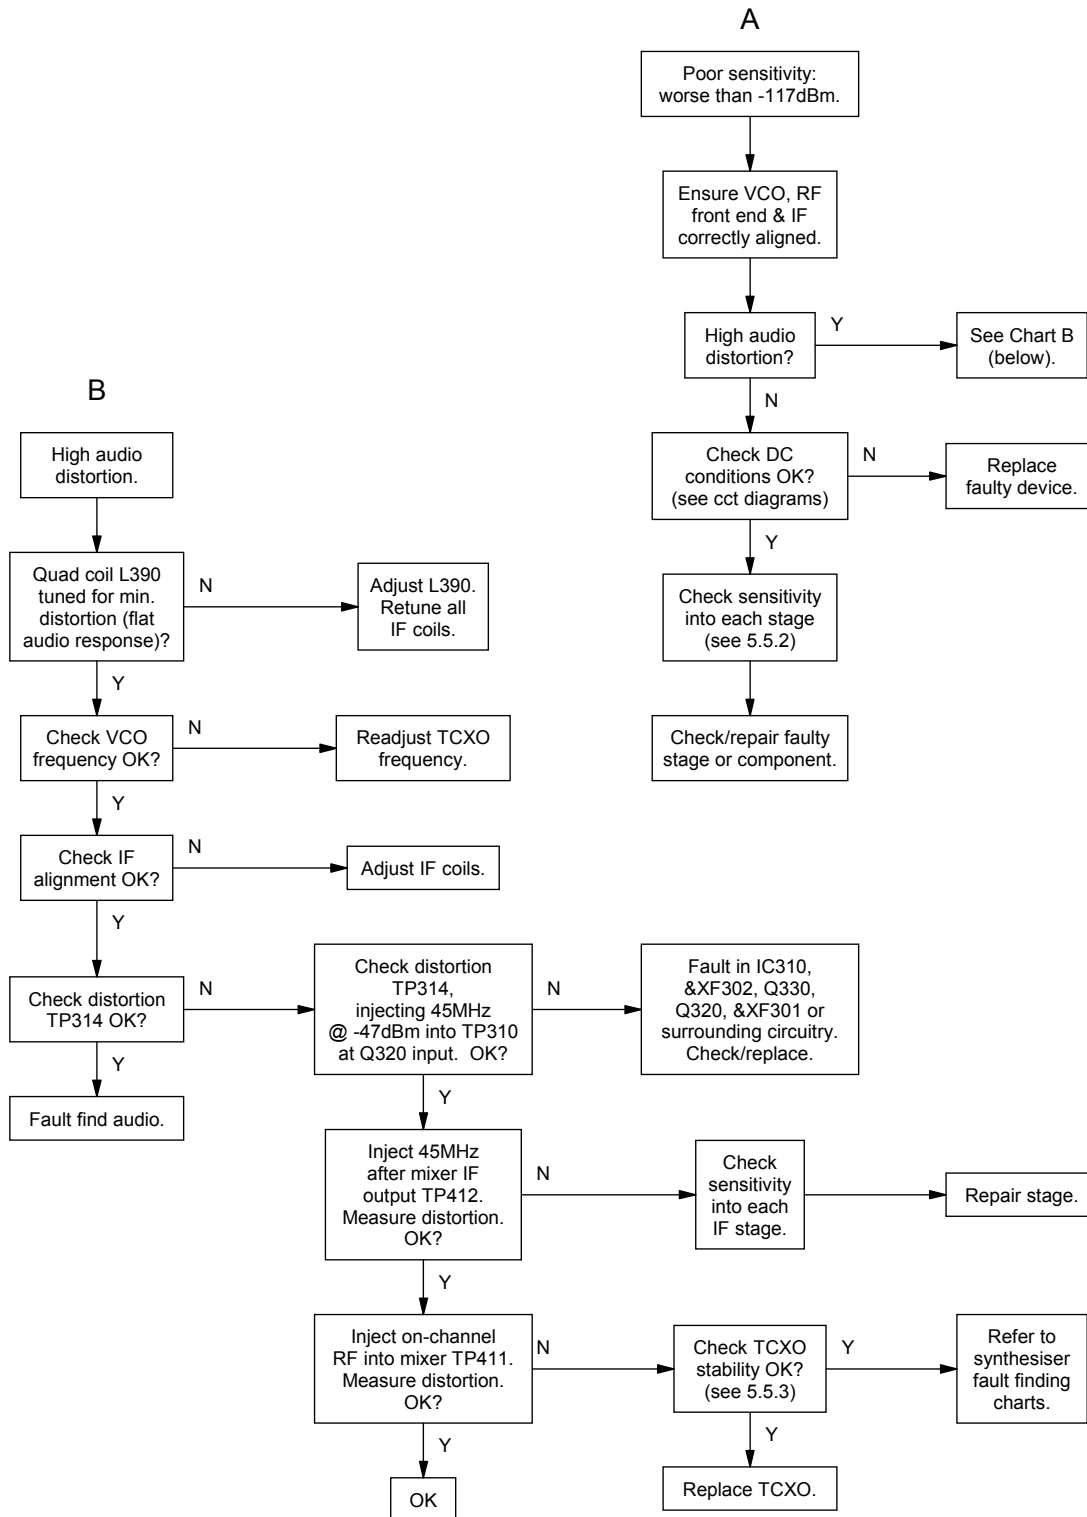 A
Poor sensitivity:
worse than -117dBm.
Ensure VCO, RF
front end & IF
correctly aligned.
High audio
distortion?
Y
See Chart B
(below).
N
Check DC
conditions OK?
(see cct diagrams)
N
Replace
faulty device.
Y
Check sensitivity
into each stage
(see 5.5.2)
Check/repair faulty
stage or component.
B
High audio
distortion.
Quad coil L390
tuned for min.
distortion (flat
audio response)?
N
Adjust L390.
Retune all
IF coils.
Y
Check VCO
frequency OK?
N
Readjust TCXO
frequency.
Y
Check IF
alignment OK?
N
Adjust IF coils.
Y
Check distortion
TP314 OK?
N
Check distortion
TP314,
injecting 45MHz
@ -47dBm into TP310
at Q320 input. OK?
N
Fault in IC310,
&XF302, Q330,
Q320, &XF301 or
surrounding circuitry.
Check/replace.
Y
Fault find audio.
Y
Inject 45MHz
after mixer IF
output TP412.
Measure distortion.
OK?
N
Check
sensitivity
into each
IF stage.
Repair stage.
Y
Inject on-channel
RF into mixer TP411.
Measure distortion.
OK?
N
Check TCXO
stability OK?
(see 5.5.3)
Y
Refer to
synthesiser
fault finding
charts.
Y
OK
Y
Replace TCXO.